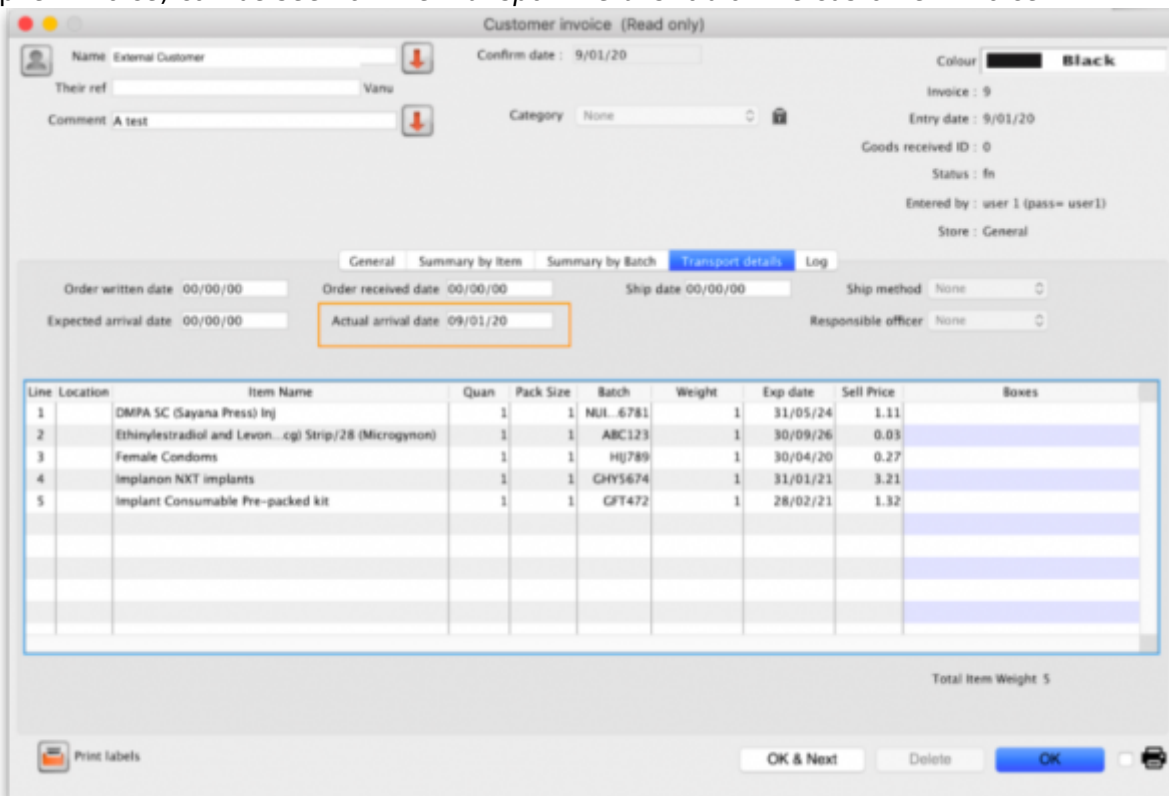 Customer invoice (Read only)
Name External Customer
Confirm date : 9/01/20
Colour Black
Their ref
Vanu
Invoice : 9
Comment A test
Category None
Entry date : 9/01/20
Goods received ID : 0
Status : fn
Entered by : user 1 (pass= user1)
Store : General
General Summary by Item Summary by Batch Transport details Log
Order written date 00/00/00 Order received date 00/00/00 Ship date 00/00/00 Ship method None
Expected arrival date 00/00/00 Actual arrival date 09/01/20 Responsible officer None
Line Location Item Name Quan Pack Size Batch Weight Exp date Sell Price Boxes
1 DMPA SC (Sayana Press) Inj 1 1 NUI...6781 1 31/05/24 1.11
2 Ethinylestradiol and Levon...cg) Strip/28 (Microgynon) 1 1 ABC123 1 30/09/26 0.03
3 Female Condoms 1 1 HIJ789 1 30/04/20 0.27
4 Implanon NXT implants 1 1 GHY5674 1 31/01/21 3.21
5 Implant Consumable Pre-packed kit 1 1 GFT472 1 28/02/21 1.32
Total Item Weight 5
Print labels
OK & Next Delete OK